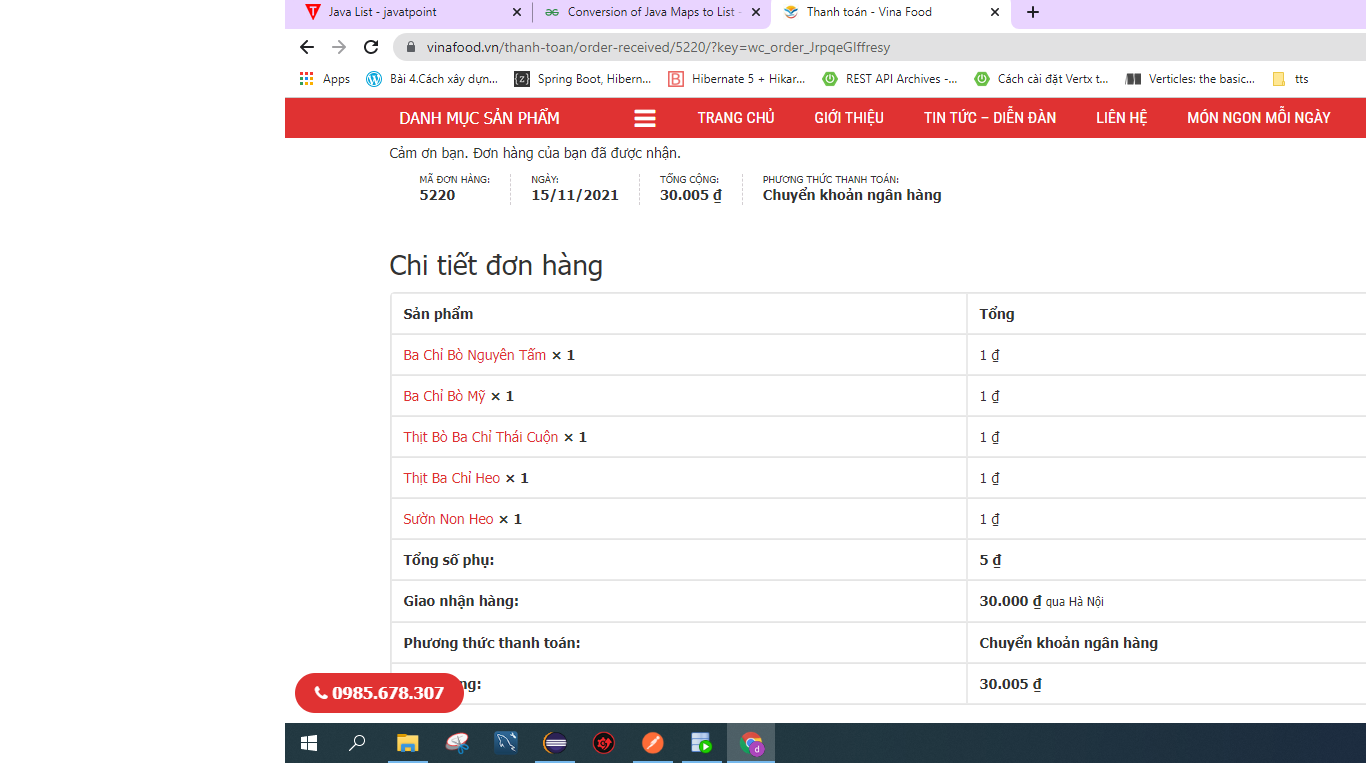 Java List - javatpoint
Conversion of Java Maps to List -
Thanh toán - Vina Food
vinafood.vn/thanh-toan/order-received/5220/?key=wc_order_JrpqeGIffresy
Apps
Bài 4.Cách xây dựn...
Spring Boot, Hibern...
Hibernate 5 + Hikar...
REST API Archives -...
Cách cài đặt Vertx t...
Verticles: the basic...
tts
DANH MỤC SẢN PHẨM
TRANG CHỦ
GIỚI THIỆU
TIN TỨC – DIỄN ĐÀN
LIÊN HỆ
MÓN NGON MỖI NGÀY
Cảm ơn bạn. Đơn hàng của bạn đã được nhận.
MÃ ĐƠN HÀNG:
5220
NGÀY:
15/11/2021
TỔNG CỘNG:
30.005 ₫
PHƯƠNG THỨC THANH TOÁN:
Chuyển khoản ngân hàng
Chi tiết đơn hàng
Sản phẩm
Tổng
Ba Chỉ Bò Nguyên Tấm × 1
1 ₫
Ba Chỉ Bò Mỹ × 1
1 ₫
Thịt Bò Ba Chỉ Thái Cuộn × 1
1 ₫
Thịt Ba Chỉ Heo × 1
1 ₫
Sườn Non Heo × 1
1 ₫
Tổng số phụ:
5 ₫
Giao nhận hàng:
30.000 ₫ qua Hà Nội
Phương thức thanh toán:
Chuyển khoản ngân hàng
30.005 ₫
0985.678.307